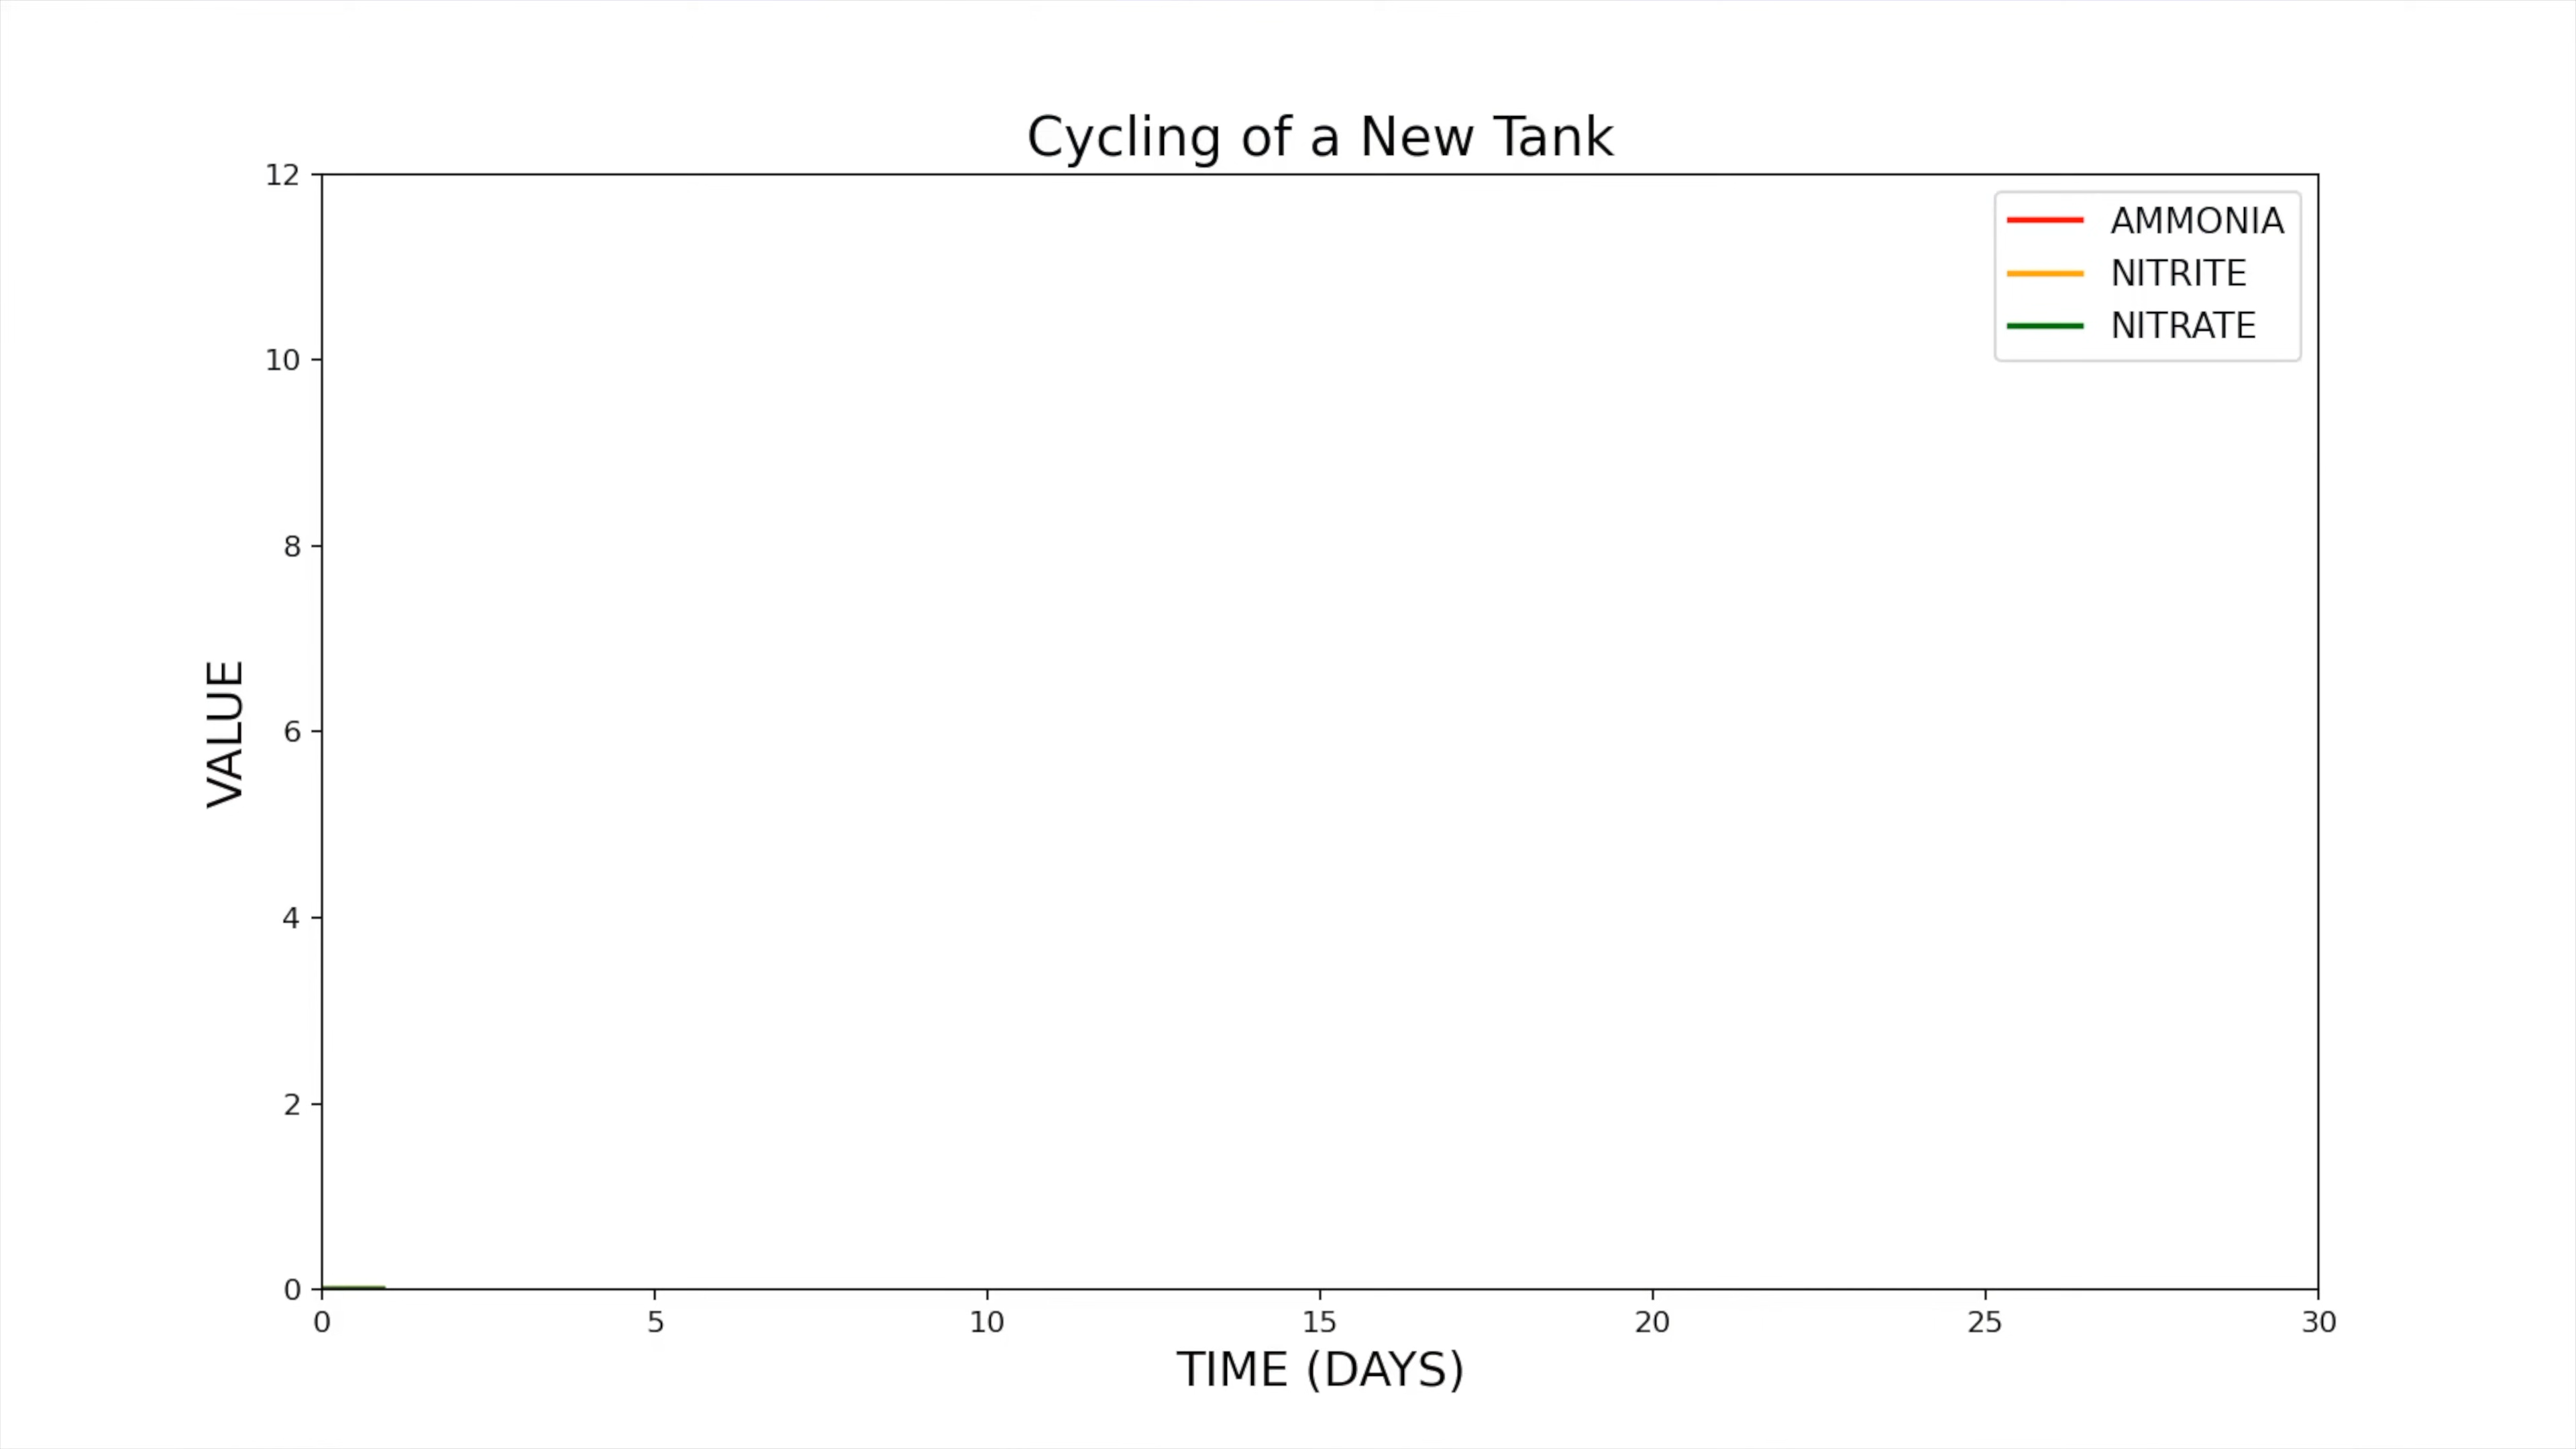 Cycling of a New Tank
12
10
8
6
4
2
0
VALUE
AMMONIA
NITRITE
NITRATE
0 5 10 15 20 25 30
TIME (DAYS)